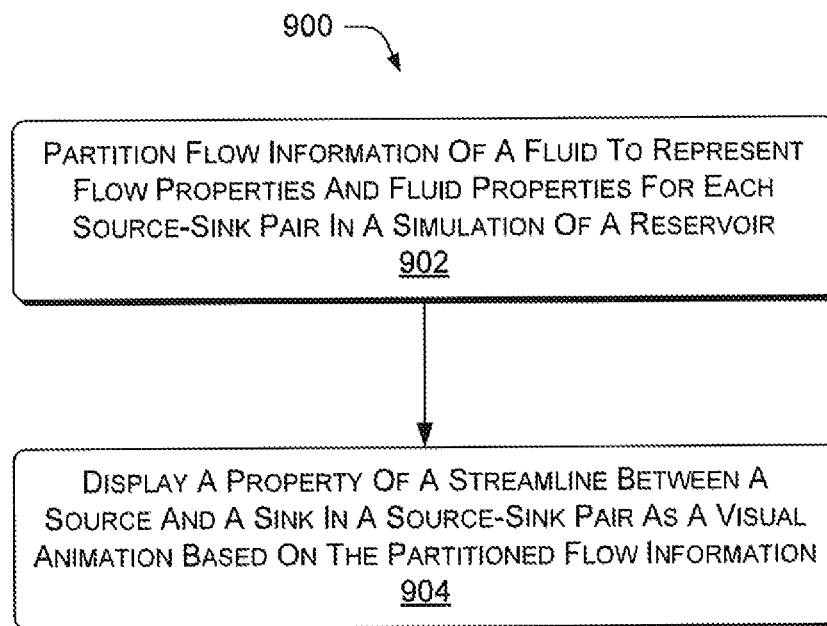 900
PARTITION FLOW INFORMATION OF A FLUID TO REPRESENT
FLOW PROPERTIES AND FLUID PROPERTIES FOR EACH
SOURCE-SINK PAIR IN A SIMULATION OF A RESERVOIR
902
DISPLAY A PROPERTY OF A STREAMLINE BETWEEN A
SOURCE AND A SINK IN A SOURCE-SINK PAIR AS A VISUAL
ANIMATION BASED ON THE PARTITIONED FLOW INFORMATION
904